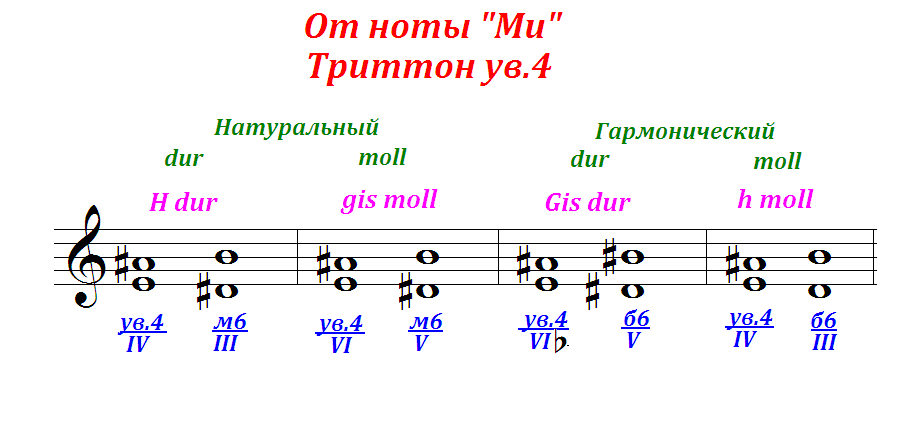 От ноты "Ми"
Триттон ув.4
Натуральный Гармонический
dur moll dur moll
H dur gis moll Gis dur h moll
ув.4 м6 ув.4 м6 ув.4 б6 ув.4 б6
IV III VI V VI♭ V IV III